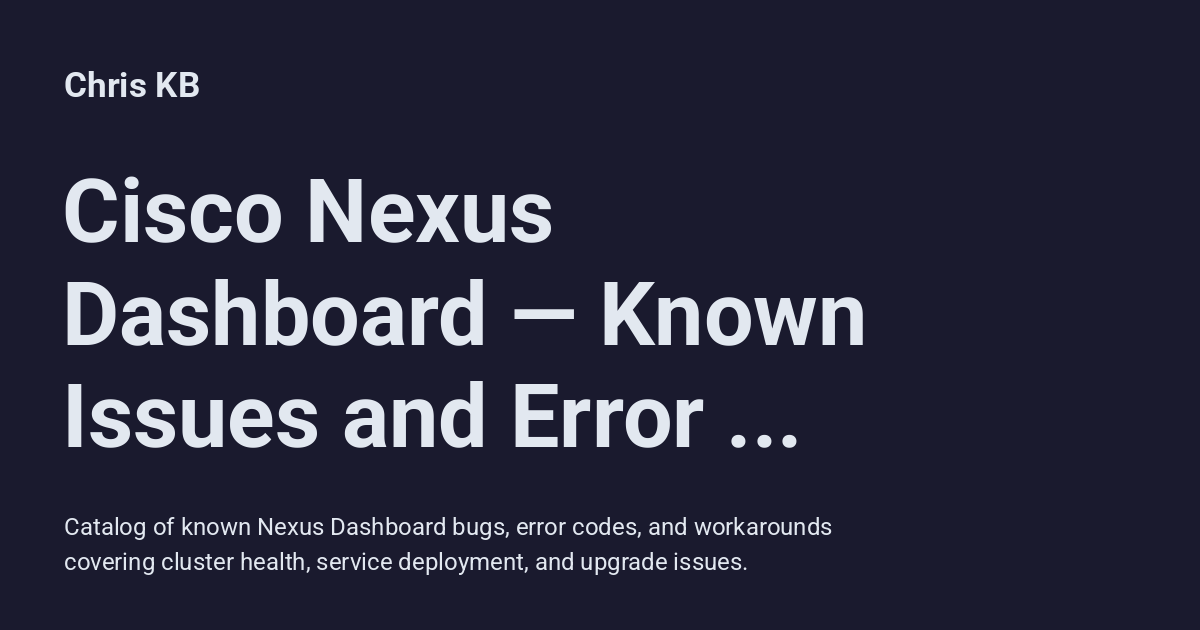 Chris KB
Cisco Nexus
Dashboard — Known
Issues and Error ...
Catalog of known Nexus Dashboard bugs, error codes, and workarounds
covering cluster health, service deployment, and upgrade issues.